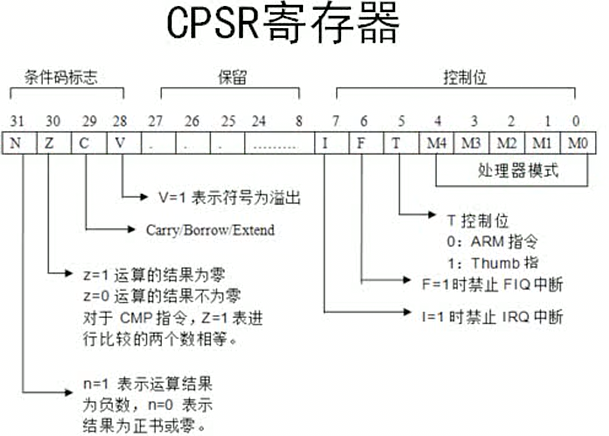 CPSR寄存器
条件码标志 保留 控制位
31 30 29 28 27 26 25 24 8 7 6 5 4 3 2 1 0
N Z C V . . . ......... I F T M4 M3 M2 M1 M0
处理器模式
V=1 表示符号为溢出
Carry/Borrow/Extend
T 控制位
0：ARM 指令
1：Thumb 指
z=1 运算的结果为零
z=0 运算的结果不为零
对于 CMP 指令，Z=1 表进
行比较的两个数相等。
F=1时禁止 FIQ 中断
I=1 时禁止 IRQ 中断
n=1 表示运算结果
为负数，n=0 表示
结果为正书或零。